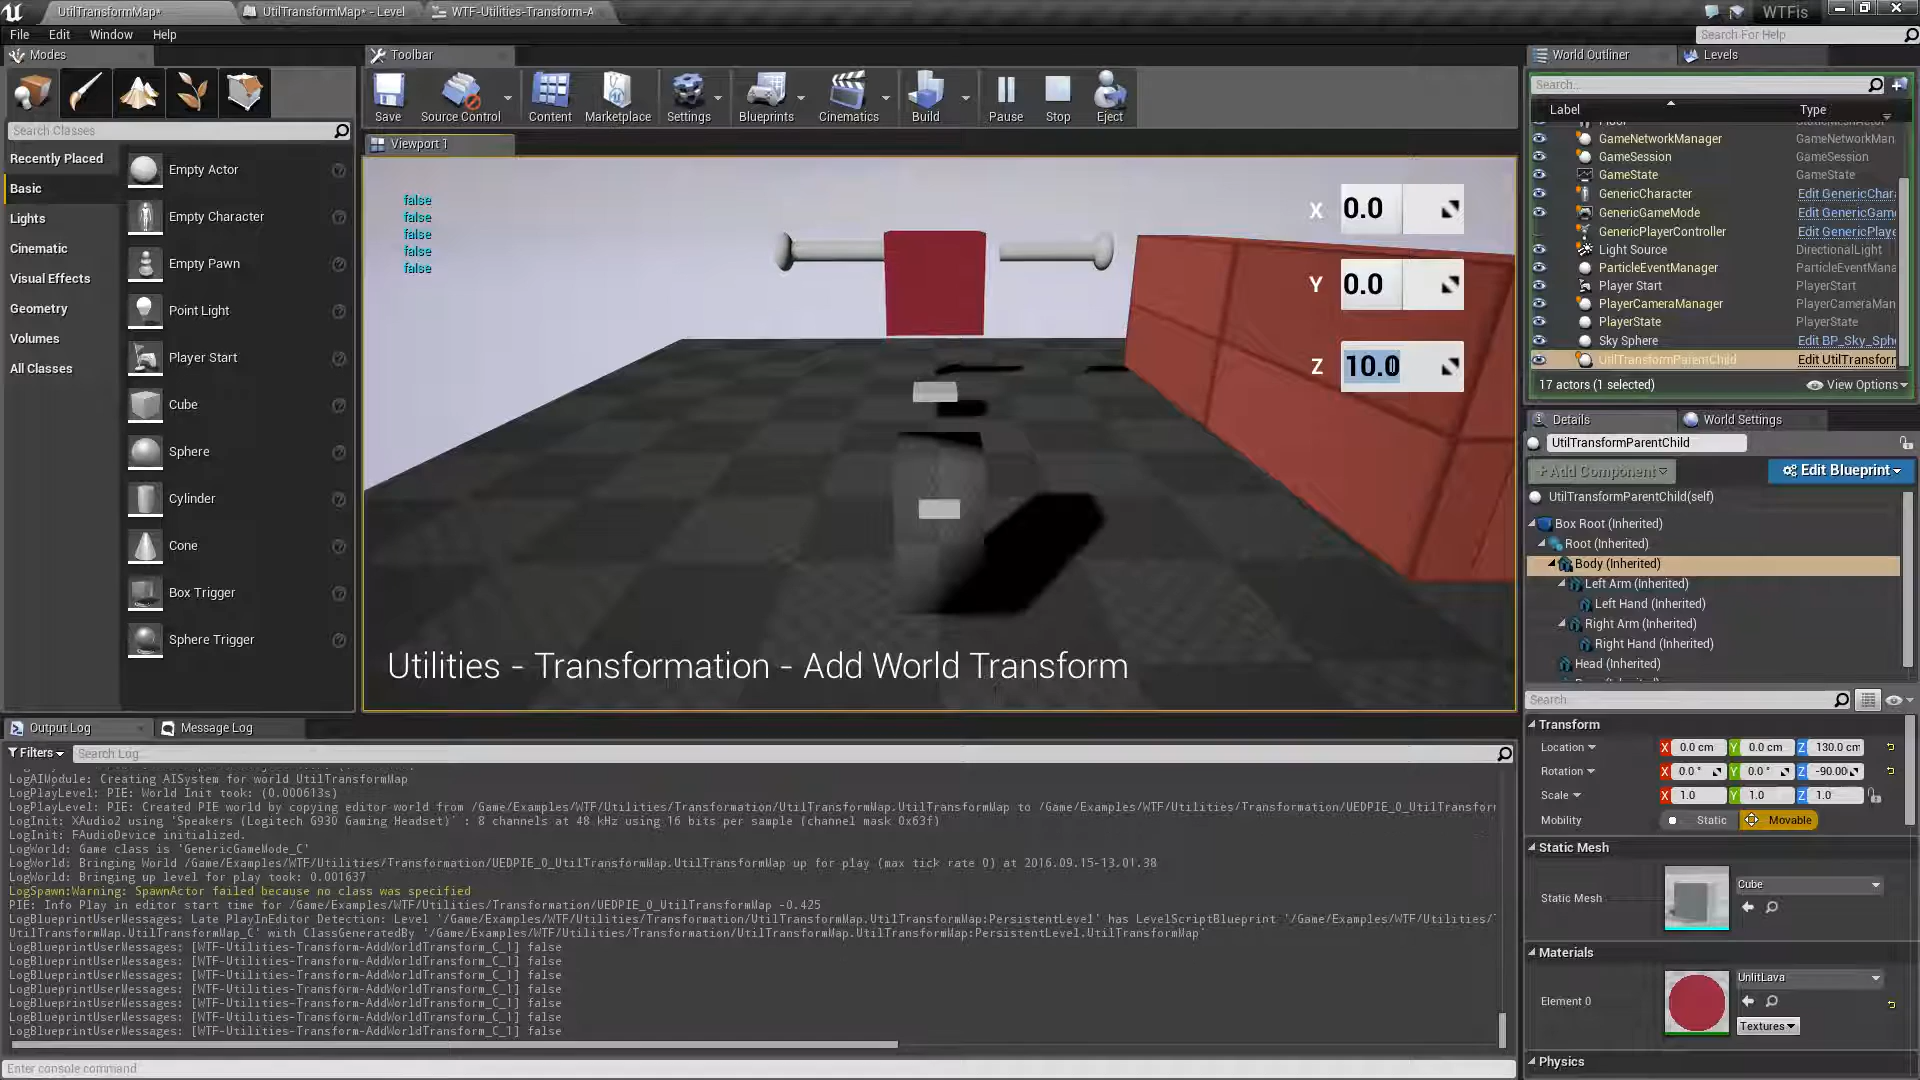 UtilTransformMap*
UtilTransformMap* - Level
WTF-Utilities-Transform-A
WTFis
File
Edit
Window
Help
Search For Help
Modes
Toolbar
World Outliner
Levels
Save
Source Control
Content
Marketplace
Settings
Blueprints
Cinematics
Build
Pause
Stop
Eject
Search Classes
Recently Placed
Basic
Lights
Cinematic
Visual Effects
Geometry
Volumes
All Classes
Empty Actor
Empty Character
Empty Pawn
Point Light
Player Start
Cube
Sphere
Cylinder
Cone
Box Trigger
Sphere Trigger
Viewport 1
false
false
false
false
false
X 0.0
Y 0.0
Z 10.0
Utilities - Transformation - Add World Transform
Search...
Label
Type
GameNetworkManager GameNetworkMan
GameSession GameSession
GameState GameState
GenericCharacter Edit GenericChar
GenericGameMode Edit GenericGam
GenericPlayerController Edit GenericPlaye
Light Source DirectionalLight
ParticleEventManager ParticleEventMana
Player Start PlayerStart
PlayerCameraManager PlayerCameraMan
PlayerState PlayerState
Sky Sphere Edit BP_Sky_Sph
UtilTransformParentChild Edit UtilTransforr
17 actors (1 selected)
View Options
Details
World Settings
UtilTransformParentChild
+Add Component
Edit Blueprint
UtilTransformParentChild(self)
Box Root (Inherited)
Root (Inherited)
Body (Inherited)
Left Arm (Inherited)
Left Hand (Inherited)
Right Arm (Inherited)
Right Hand (Inherited)
Head (Inherited)
Search
Transform
Location X 0.0 cm Y 0.0 cm Z 130.0 cm
Rotation X 0.0 ° Y 0.0 ° Z -90.00
Scale X 1.0 Y 1.0 Z 1.0
Mobility Static Movable
Static Mesh
Static Mesh
Cube
Materials
Element 0
UnlitLava
Textures
Physics
Output Log
Message Log
Filters
Search Log
LogAIModule: Creating AISystem for world UtilTransformMap
LogPlayLevel: PIE: World Init took: (0.000613s)
LogPlayLevel: PIE: Created PIE world by copying editor world from /Game/Examples/WTF/Utilities/Transformation/UtilTransformMap.UtilTransformMap to /Game/Examples/WTF/Utilities/Transformation/UEDPIE_0_UtilTransfor
LogInit: XAudio2 using 'Speakers (Logitech G930 Gaming Headset)' : 8 channels at 48 kHz using 16 bits per sample (channel mask 0x63f)
LogInit: FAudioDevice initialized.
LogWorld: Game class is 'GenericGameMode_C'
LogWorld: Bringing World /Game/Examples/WTF/Utilities/Transformation/UEDPIE_0_UtilTransformMap.UtilTransformMap up for play (max tick rate 0) at 2016.09.15-13.01.38
LogWorld: Bringing up level for play took: 0.001637
LogSpawn:Warning: SpawnActor failed because no class was specified
PIE: Info Play in editor start time for /Game/Examples/WTF/Utilities/Transformation/UEDPIE_0_UtilTransformMap -0.425
LogBlueprintUserMessages: Late PlayInEditor Detection: Level '/Game/Examples/WTF/Utilities/Transformation/UtilTransformMap.UtilTransformMap:PersistentLevel' has LevelScriptBlueprint '/Game/Examples/WTF/Utilities/
UtilTransformMap.UtilTransformMap_C' with ClassGeneratedBy '/Game/Examples/WTF/Utilities/Transformation/UtilTransformMap.UtilTransformMap:PersistentLevel.UtilTransformMap'
LogBlueprintUserMessages: [WTF-Utilities-Transform-AddWorldTransform_C_1] false
LogBlueprintUserMessages: [WTF-Utilities-Transform-AddWorldTransform_C_1] false
LogBlueprintUserMessages: [WTF-Utilities-Transform-AddWorldTransform_C_1] false
LogBlueprintUserMessages: [WTF-Utilities-Transform-AddWorldTransform_C_1] false
LogBlueprintUserMessages: [WTF-Utilities-Transform-AddWorldTransform_C_1] false
LogBlueprintUserMessages: [WTF-Utilities-Transform-AddWorldTransform_C_1] false
LogBlueprintUserMessages: [WTF-Utilities-Transform-AddWorldTransform_C_1] false
Enter console command